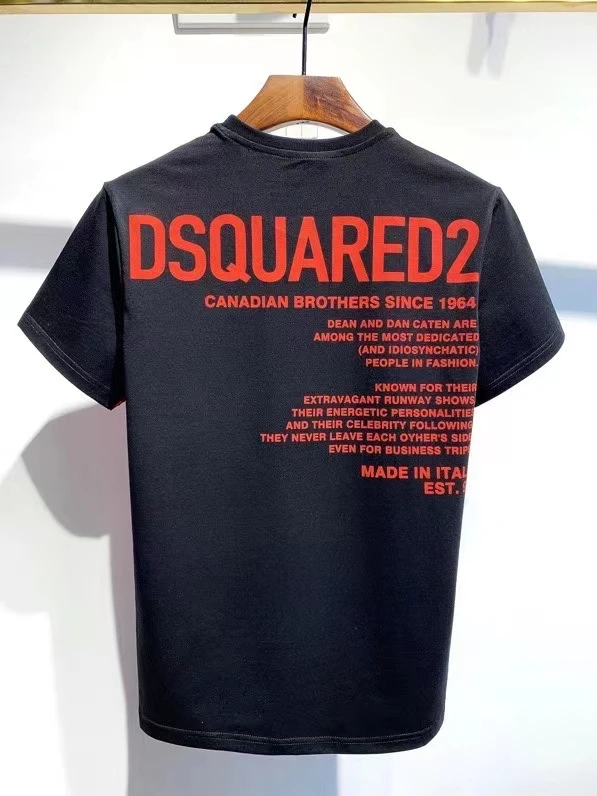 DSQUARED2
CANADIAN BROTHERS SINCE 1964
DEAN AND DAN CATEN ARE
AMONG THE MOST DEDICATED
(AND IDIOSYNCHATIC)
PEOPLE IN FASHION.
KNOWN FOR THEIR
EXTRAVAGANT RUNWAY SHOWS
THEIR ENERGETIC PERSONALITIE
AND THEIR CELEBRITY FOLLOWING
THEY NEVER LEAVE EACH OYHER'S SIDE
EVEN FOR BUSINESS TRIP
MADE IN ITAL
EST.